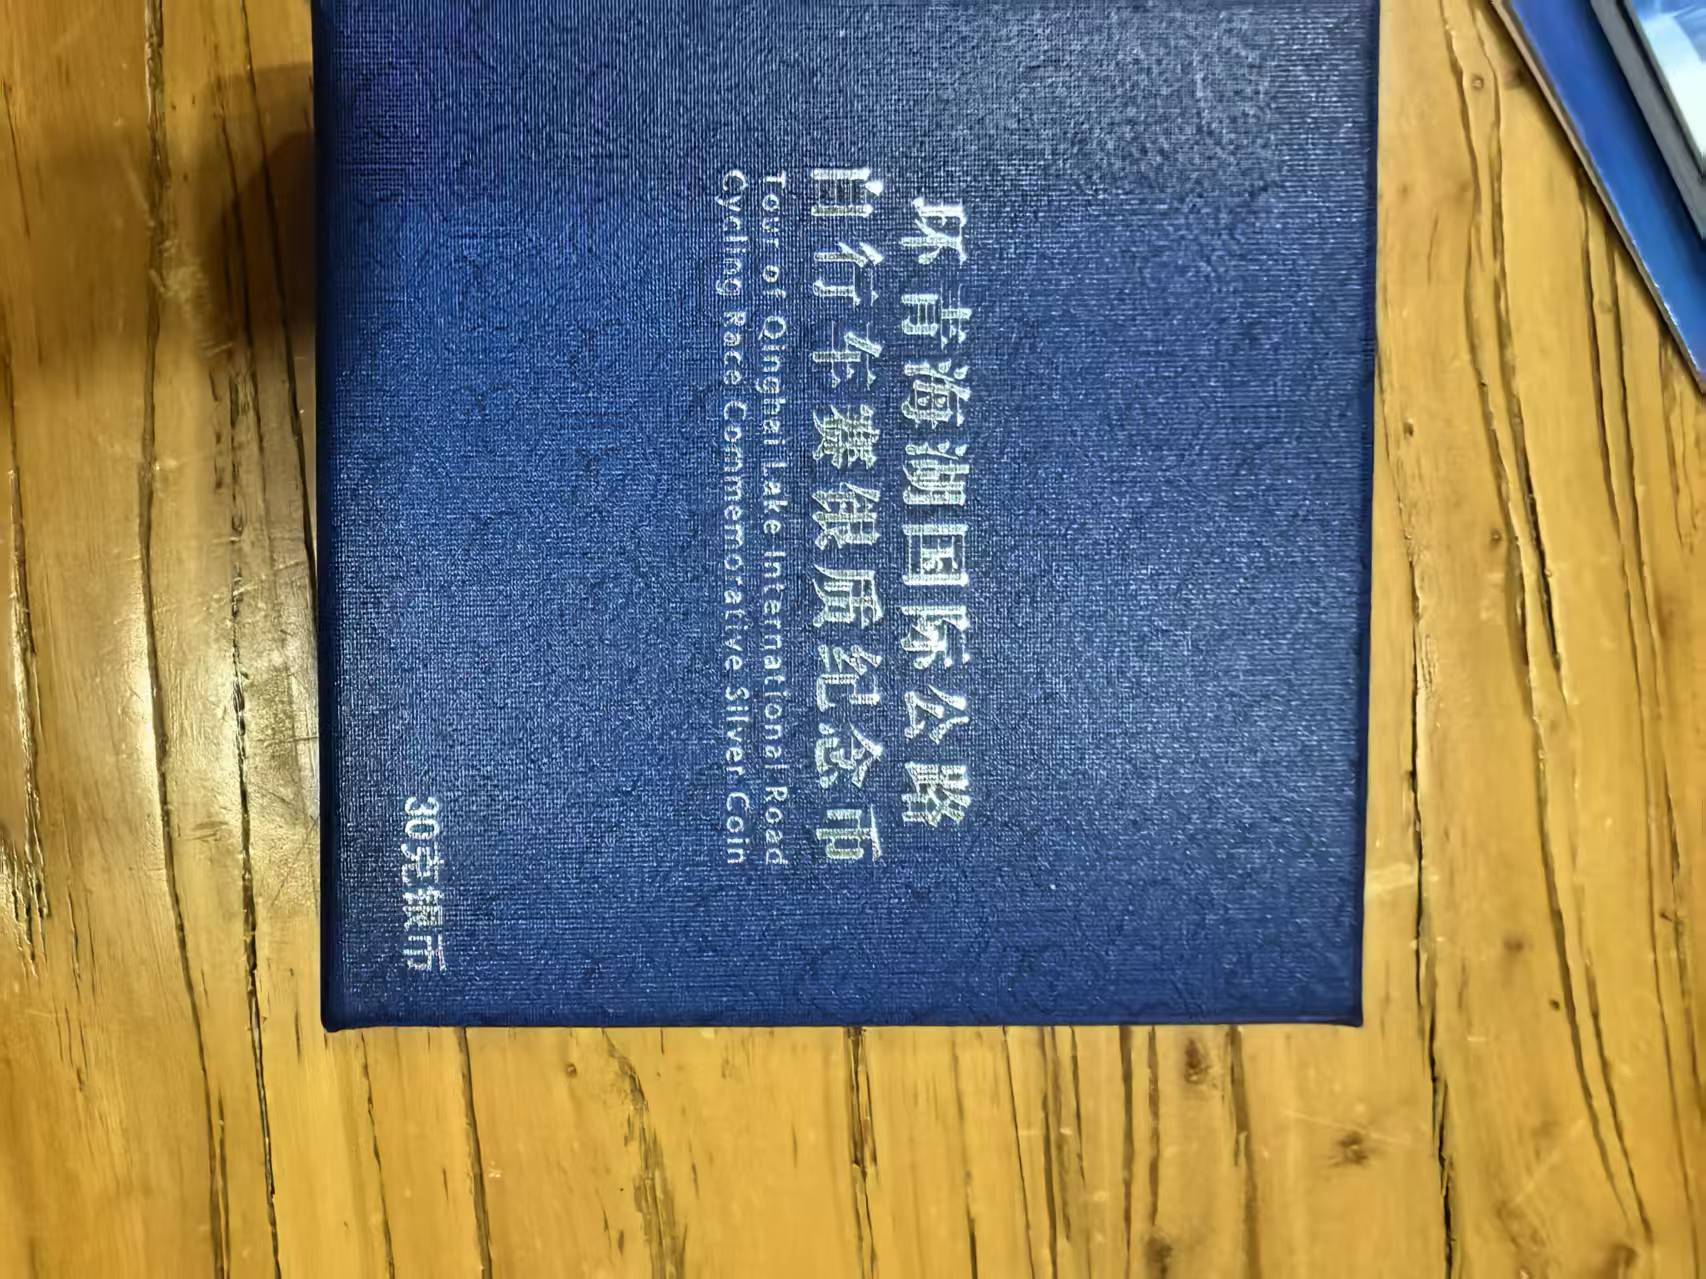 环青海湖国际公路
自行车赛银质纪念币
Tour of Qinghai Lake International Road
Cycling Race Commemorative Silver Coin
30克银币